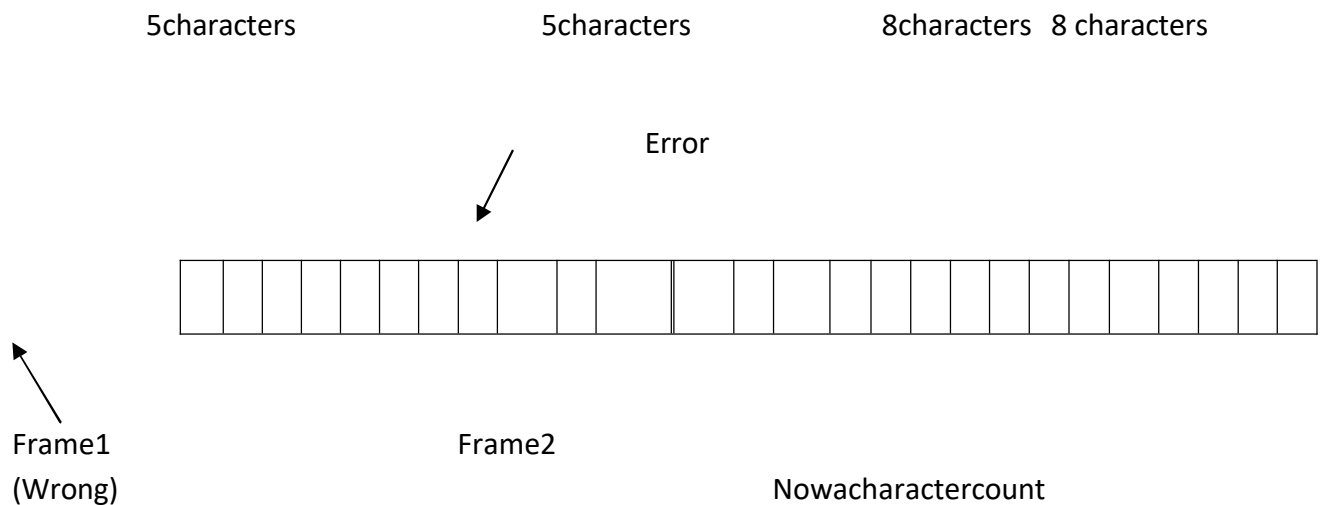 5characters 5characters 8characters 8 characters
Error
Frame1 Frame2
(Wrong) Nowacharactercount